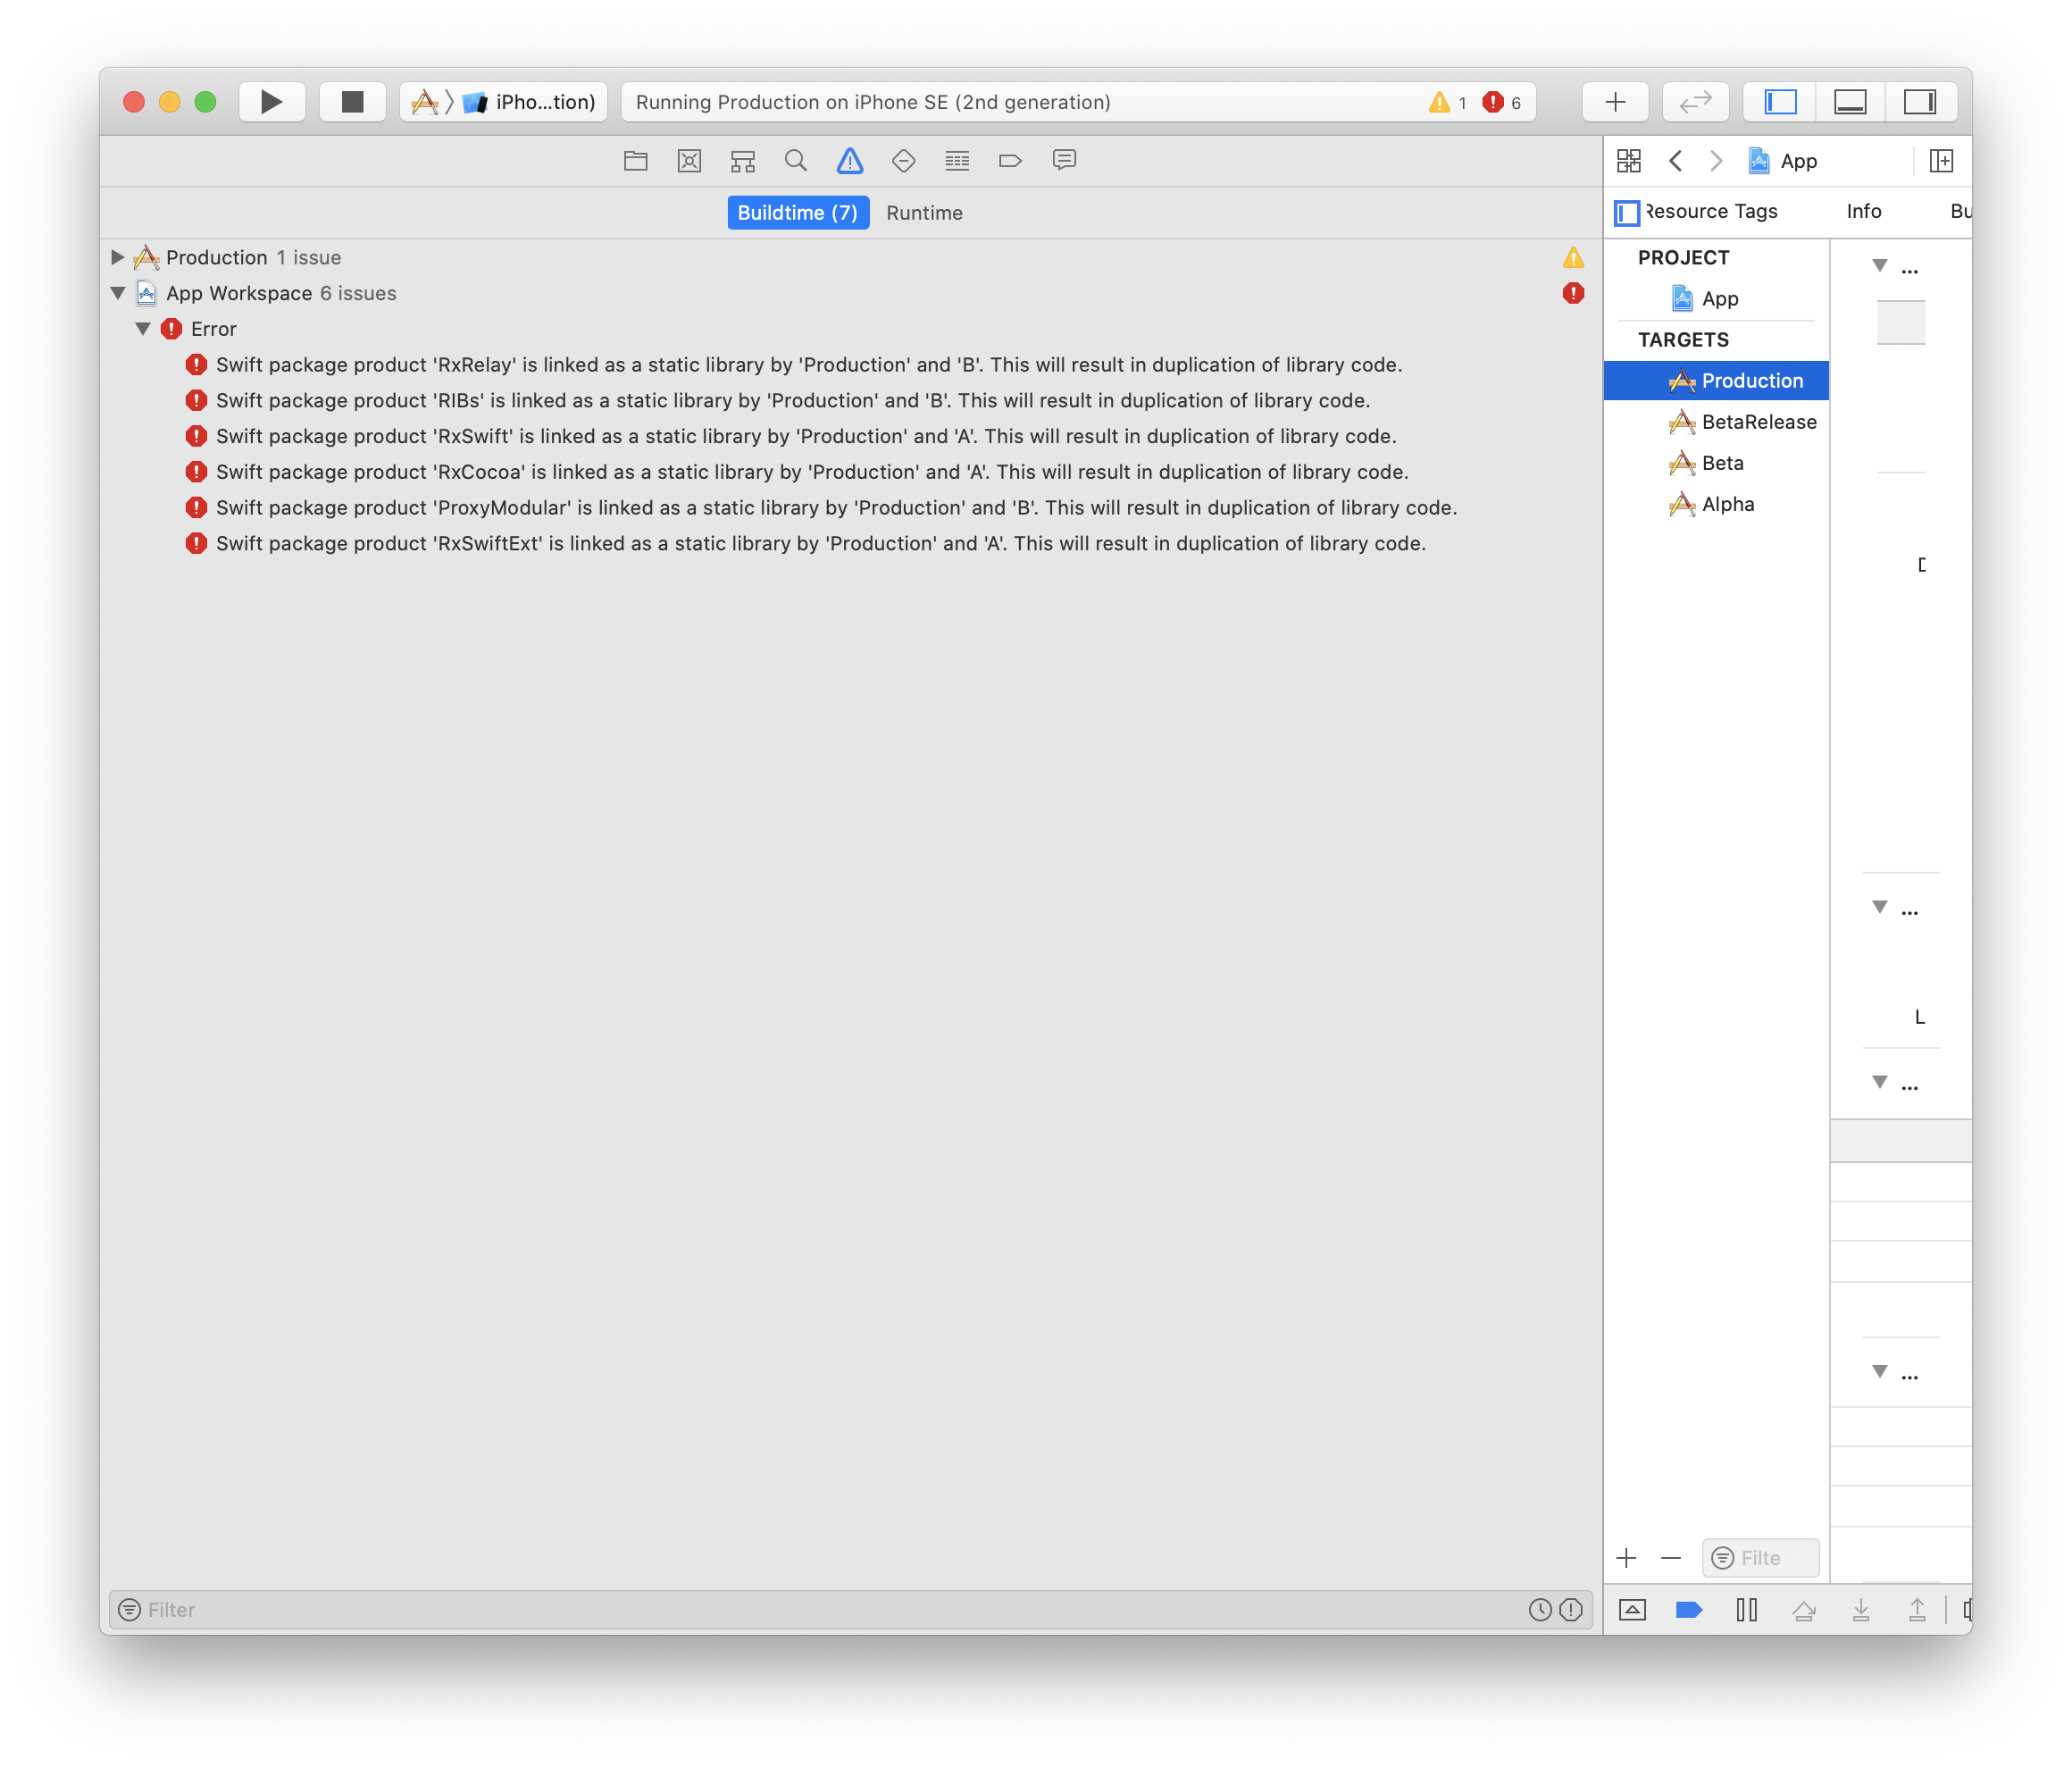 iPho...tion)
Running Production on iPhone SE (2nd generation)
1
6
App
Buildtime (7)
Runtime
Resource Tags
Info
Bu
Production 1 issue
App Workspace 6 issues
Error
Swift package product 'RxRelay' is linked as a static library by 'Production' and 'B'. This will result in duplication of library code.
Swift package product 'RIBs' is linked as a static library by 'Production' and 'B'. This will result in duplication of library code.
Swift package product 'RxSwift' is linked as a static library by 'Production' and 'A'. This will result in duplication of library code.
Swift package product 'RxCocoa' is linked as a static library by 'Production' and 'A'. This will result in duplication of library code.
Swift package product 'ProxyModular' is linked as a static library by 'Production' and 'B'. This will result in duplication of library code.
Swift package product 'RxSwiftExt' is linked as a static library by 'Production' and 'A'. This will result in duplication of library code.
PROJECT
App
TARGETS
Production
BetaRelease
Beta
Alpha
...
...
L
...
...
Filte
Filter